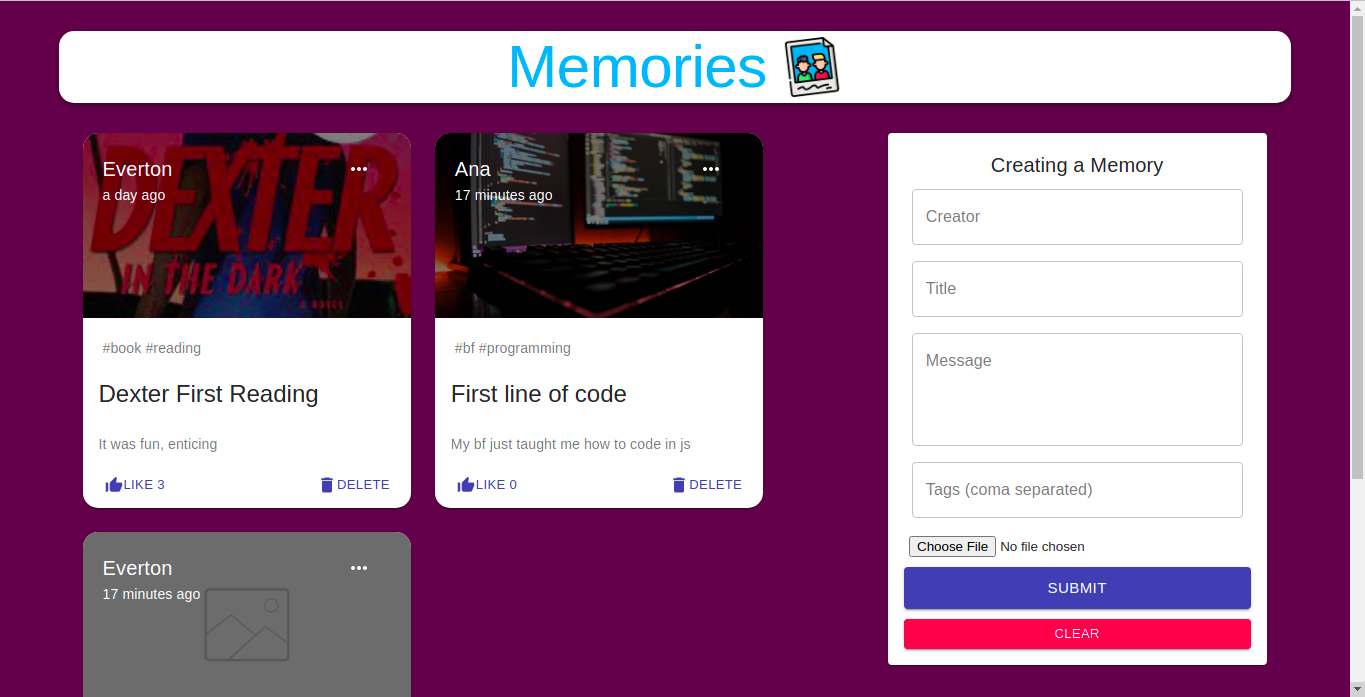 Memories
Everton
a day ago
DEXTER
IN THE DARK
A NOVEL
#book #reading
Dexter First Reading
It was fun, enticing
LIKE 3
DELETE
Ana
17 minutes ago
#bf #programming
First line of code
My bf just taught me how to code in js
LIKE 0
DELETE
Everton
17 minutes ago
Creating a Memory
Creator
Title
Message
Tags (coma separated)
Choose File No file chosen
SUBMIT
CLEAR